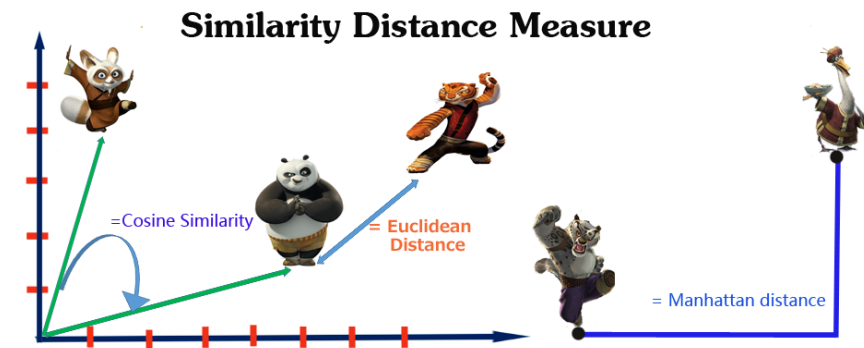 Similarity Distance Measure
=Cosine Similarity
= Euclidean
Distance
= Manhattan distance